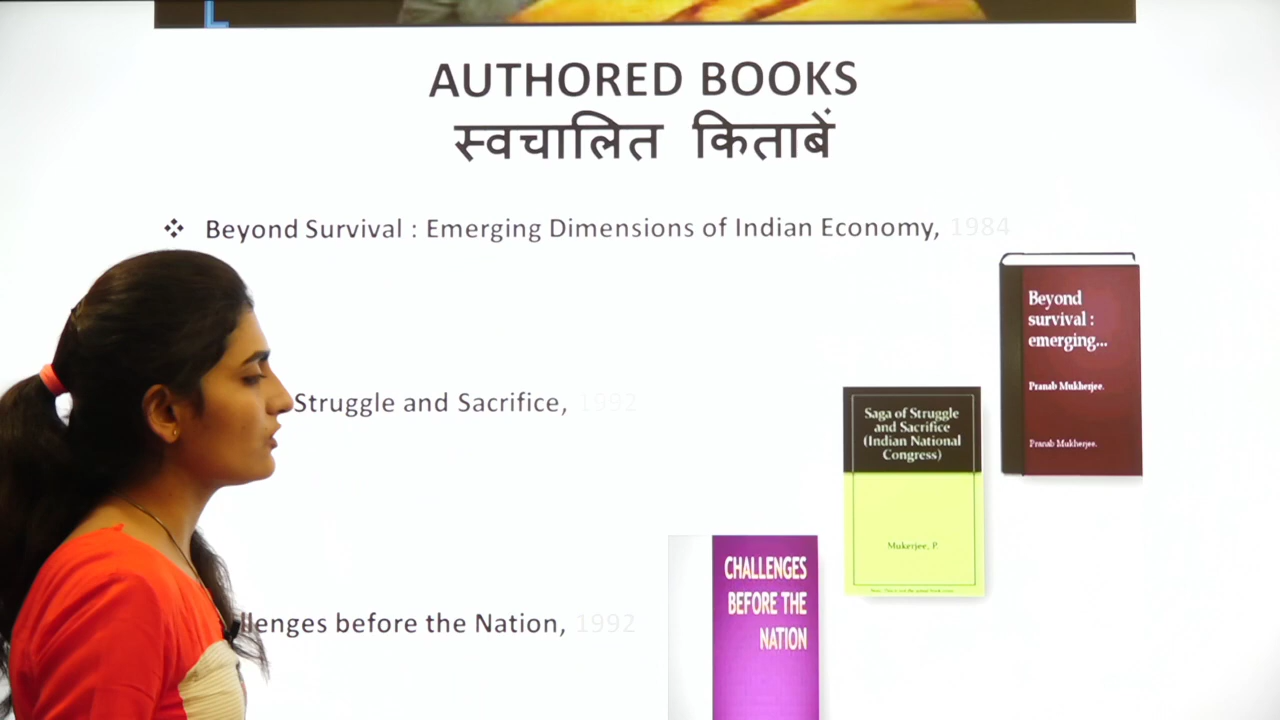 AUTHORED BOOKS
स्वचालित किताबें
❖ Beyond Survival : Emerging Dimensions of Indian Economy, 1984
Struggle and Sacrifice, 1992
llenges before the Nation, 1992
Beyond
survival :
emerging...
Pranab Mukherjee.
Pranab Mukherjee.
Saga of Struggle
and Sacrifice
(Indian National
Congress)
Mukerjee, P.
CHALLENGES
BEFORE THE
NATION